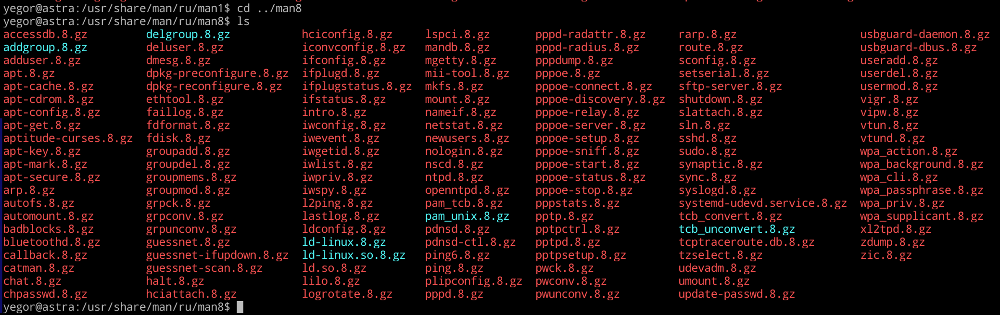 yegor@astra:/usr/share/man/ru/man1$ cd ../man8
yegor@astra:/usr/share/man/ru/man8$ ls
accessdb.8.gz delgroup.8.gz hciconfig.8.gz lspci.8.gz pppd-radattr.8.gz rarp.8.gz usbguard-daemon.8.gz
addgroup.8.gz deluser.8.gz iconvconfig.8.gz mandb.8.gz pppd-radius.8.gz route.8.gz usbguard-dbus.8.gz
adduser.8.gz dmesg.8.gz ifconfig.8.gz mgetty.8.gz pppdump.8.gz sconfig.8.gz useradd.8.gz
apt.8.gz dpkg-preconfigure.8.gz ifplugd.8.gz mii-tool.8.gz pppoe.8.gz setserial.8.gz userdel.8.gz
apt-cache.8.gz dpkg-reconfigure.8.gz ifplugstatus.8.gz mkfs.8.gz pppoe-connect.8.gz sftp-server.8.gz usermod.8.gz
apt-cdrom.8.gz ethtool.8.gz ifstatus.8.gz mount.8.gz pppoe-discovery.8.gz shutdown.8.gz vigr.8.gz
apt-config.8.gz faillog.8.gz intro.8.gz nameif.8.gz pppoe-relay.8.gz slattach.8.gz vipw.8.gz
apt-get.8.gz fdformat.8.gz iwconfig.8.gz netstat.8.gz pppoe-server.8.gz sln.8.gz vtun.8.gz
aptitude-curses.8.gz fdisk.8.gz iwevent.8.gz newusers.8.gz pppoe-setup.8.gz sshd.8.gz vtund.8.gz
apt-key.8.gz groupadd.8.gz iwgetid.8.gz nologin.8.gz pppoe-sniff.8.gz sudo.8.gz wpa_action.8.gz
apt-mark.8.gz groupdel.8.gz iwlist.8.gz nscd.8.gz pppoe-start.8.gz synaptic.8.gz wpa_background.8.gz
apt-secure.8.gz groupmems.8.gz iwpriv.8.gz ntpd.8.gz pppoe-status.8.gz sync.8.gz wpa_cli.8.gz
arp.8.gz groupmod.8.gz iwspy.8.gz openntpd.8.gz pppoe-stop.8.gz syslogd.8.gz wpa_passphrase.8.gz
autofs.8.gz grpck.8.gz l2ping.8.gz pam_tcb.8.gz pppstats.8.gz systemd-udevd.service.8.gz wpa_priv.8.gz
automount.8.gz grpconv.8.gz lastlog.8.gz pam_unix.8.gz pptp.8.gz tcb_convert.8.gz wpa_supplicant.8.gz
badblocks.8.gz grpunconv.8.gz ldconfig.8.gz pdnsd.8.gz pptpctrl.8.gz tcb_unconvert.8.gz xl2tpd.8.gz
bluetoothd.8.gz guessnet.8.gz ld-linux.8.gz pdnsd-ctl.8.gz pptpd.8.gz tcptraceroute.db.8.gz zdump.8.gz
callback.8.gz guessnet-ifupdown.8.gz ld-linux.so.8.gz ping6.8.gz pptpsetup.8.gz tzselect.8.gz zic.8.gz
catman.8.gz guessnet-scan.8.gz ld.so.8.gz ping.8.gz pwck.8.gz udevadm.8.gz
chat.8.gz halt.8.gz lilo.8.gz plipconfig.8.gz pwconv.8.gz umount.8.gz
chpasswd.8.gz hciattach.8.gz logrotate.8.gz pppd.8.gz pwunconv.8.gz update-passwd.8.gz
yegor@astra:/usr/share/man/ru/man8$